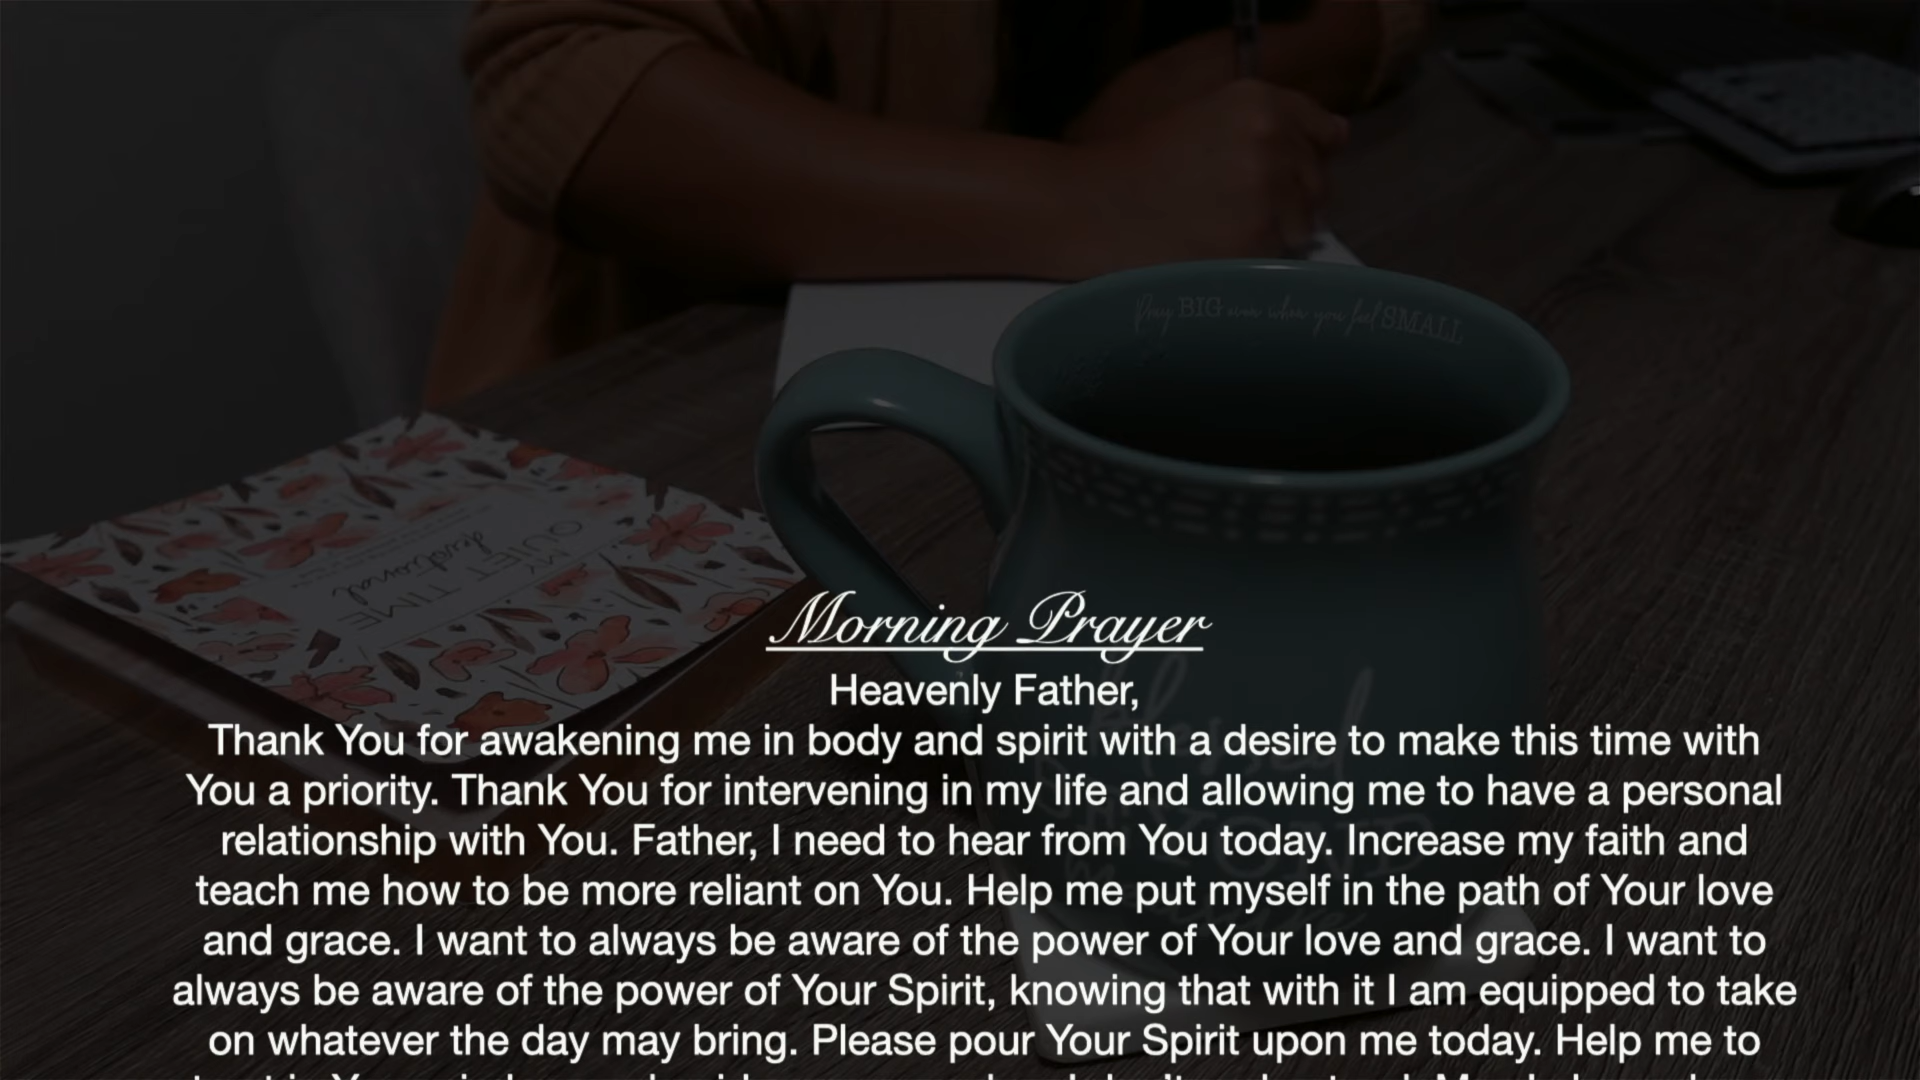 Pray BIG even when you feel SMALL
MY
QUIET TIME
devotional
Morning Prayer
Heavenly Father,
Thank You for awakening me in body and spirit with a desire to make this time with
You a priority. Thank You for intervening in my life and allowing me to have a personal
relationship with You. Father, I need to hear from You today. Increase my faith and
teach me how to be more reliant on You. Help me put myself in the path of Your love
and grace. I want to always be aware of the power of Your love and grace. I want to
always be aware of the power of Your Spirit, knowing that with it I am equipped to take
on whatever the day may bring. Please pour Your Spirit upon me today. Help me to